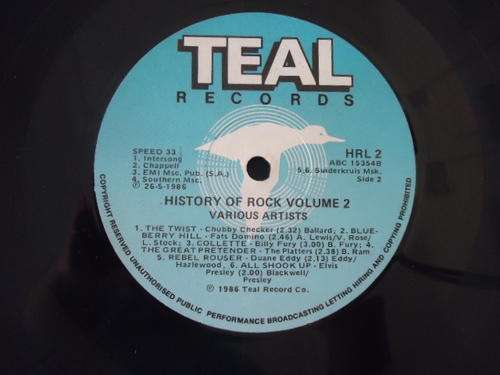 TEAL
RECORDS
SPEED 33
1. Intersong
2. Chappell
3. EMI Msc. Pub. (S.A.)
4. Southern Msc.
℗ 26-5-1986
HRL 2
ABC 15354B
5,6. Suiderkruis Msk.
Side 2
HISTORY OF ROCK VOLUME 2
VARIOUS ARTISTS
1. THE TWIST - Chubby Checker (2.32) Ballard; 2. BLUE-
BERRY HILL - Fats Domino (2.46) A. Lewis/V. Rose/
L. Stock; 3. COLLETTE - Billy Fury (3.00) B. Fury; 4.
THE GREAT PRETENDER - The Platters (2.38) B. Ram
5. REBEL ROUSER - Duane Eddy (2.13) Eddy/
Hazlewood 6. ALL SHOOK UP - Elvis
Presley (2.00) Blackwell/
Presley
℗ 1986 Teal Record Co.
COPYRIGHT RESERVED UNAUTHORISED PUBLIC PERFORMANCE BROADCASTING LETTING HIRING AND COPYING PROHIBITED